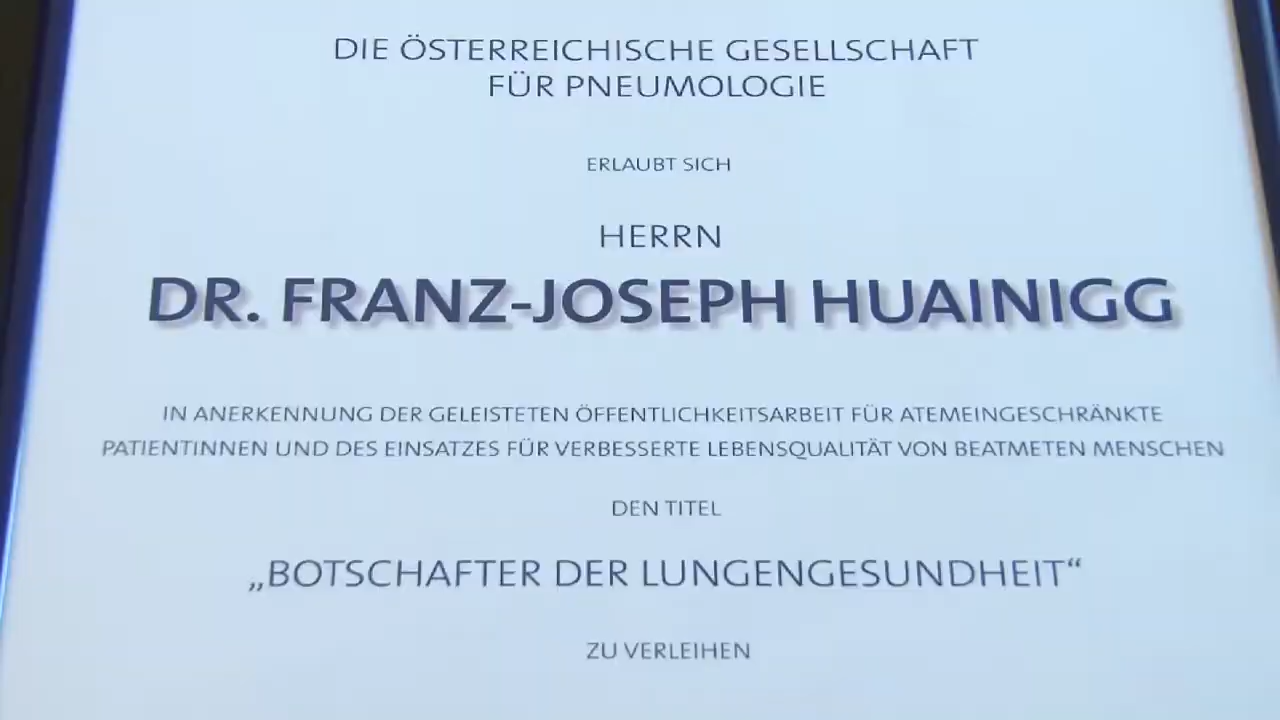 DIE ÖSTERREICHISCHE GESELLSCHAFT
FÜR PNEUMOLOGIE
ERLAUBT SICH
HERRN
DR. FRANZ-JOSEPH HUAINIGG
IN ANERKENNUNG DER GELEISTETEN ÖFFENTLICHKEITSARBEIT FÜR ATEMEINGESCHRÄNKTE
PATIENTINNEN UND DES EINSATZES FÜR VERBESSERTE LEBENSQUALITÄT VON BEATMETEN MENSCHEN
DEN TITEL
„BOTSCHAFTER DER LUNGENGESUNDHEIT“
ZU VERLEIHEN